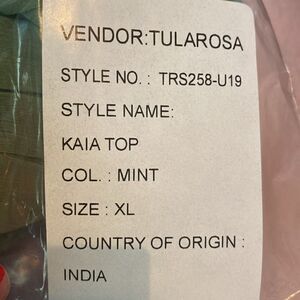 VENDOR:TULAROSA
STYLE NO. : TRS258-U19
STYLE NAME:
KAIA TOP
COL. : MINT
SIZE : XL
COUNTRY OF ORIGIN :
INDIA